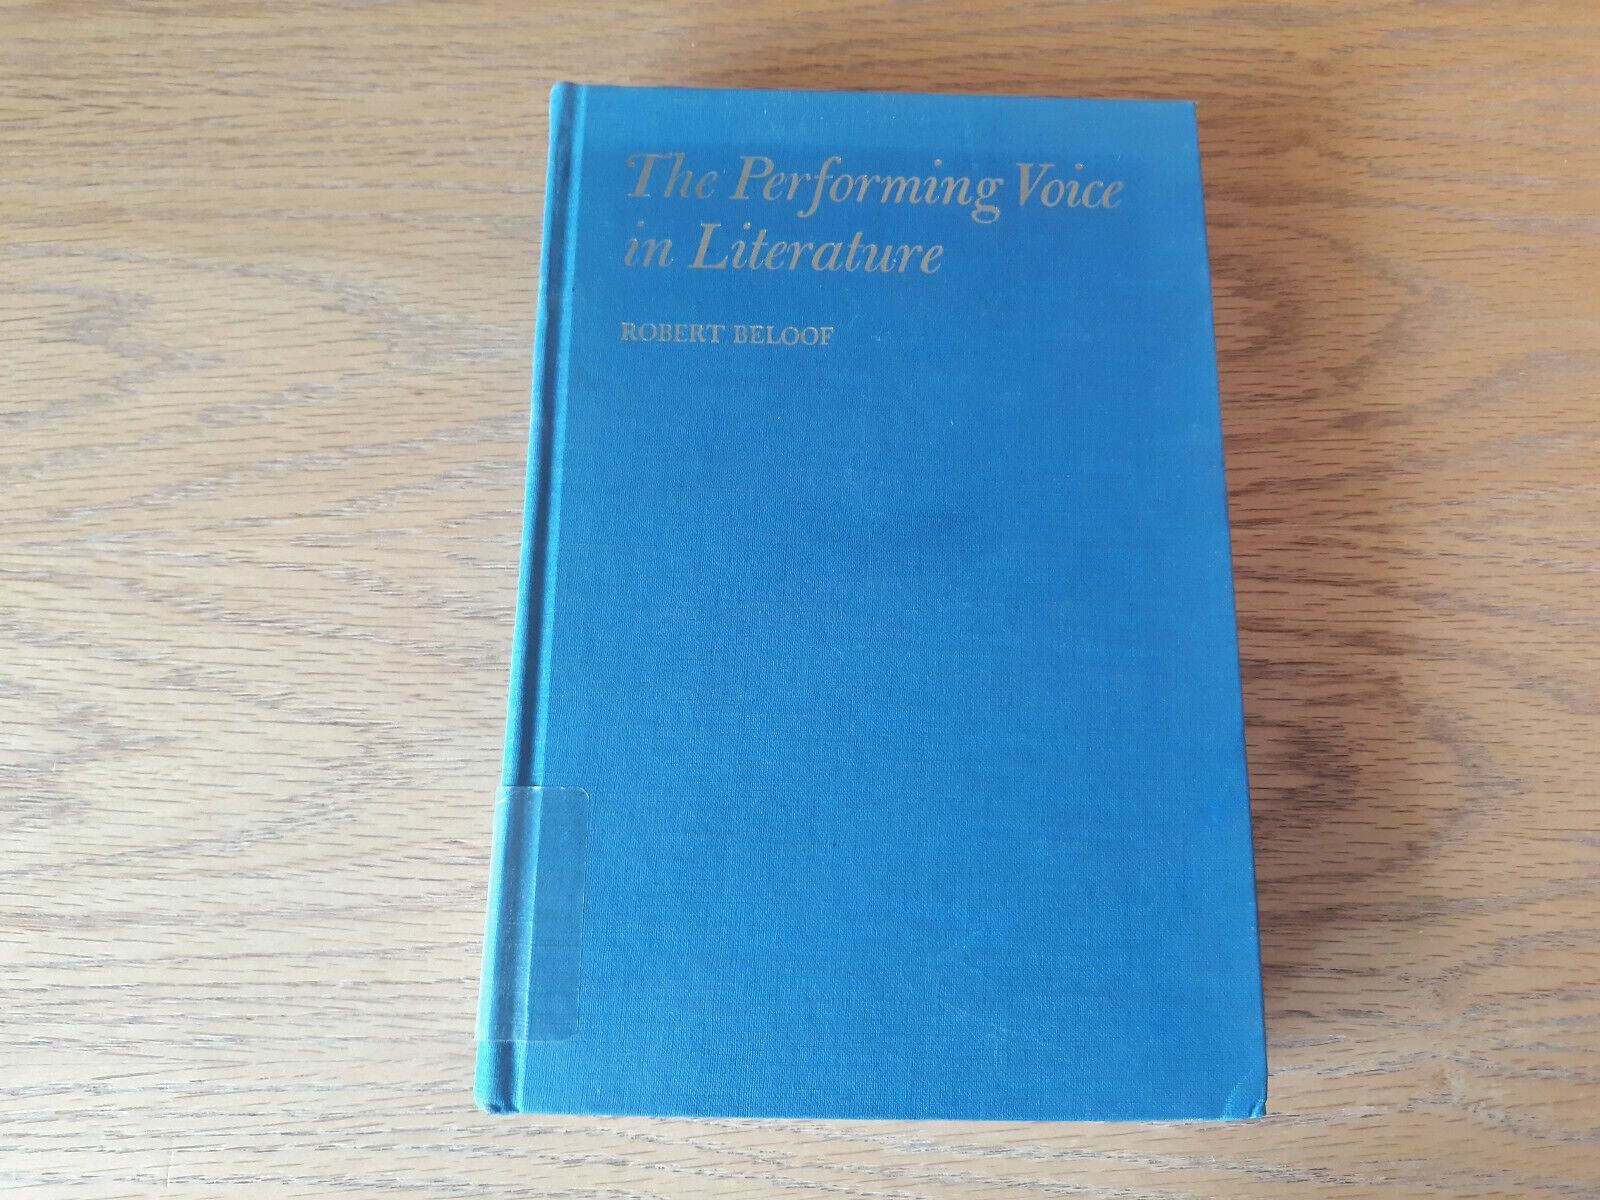 The Performing Voice
in Literature
ROBERT BELOOF